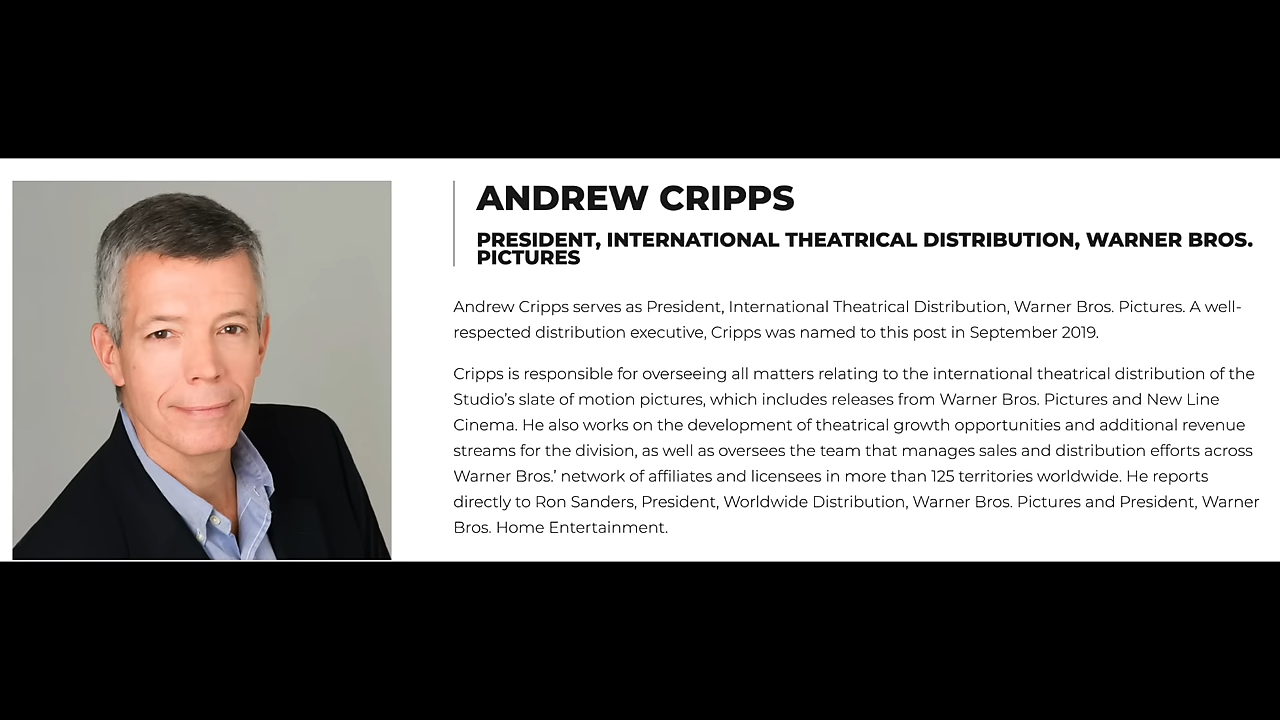 ANDREW CRIPPS
PRESIDENT, INTERNATIONAL THEATRICAL DISTRIBUTION, WARNER BROS.
PICTURES
Andrew Cripps serves as President, International Theatrical Distribution, Warner Bros. Pictures. A well-
respected distribution executive, Cripps was named to this post in September 2019.
Cripps is responsible for overseeing all matters relating to the international theatrical distribution of the
Studio’s slate of motion pictures, which includes releases from Warner Bros. Pictures and New Line
Cinema. He also works on the development of theatrical growth opportunities and additional revenue
streams for the division, as well as oversees the team that manages sales and distribution efforts across
Warner Bros.’ network of affiliates and licensees in more than 125 territories worldwide. He reports
directly to Ron Sanders, President, Worldwide Distribution, Warner Bros. Pictures and President, Warner
Bros. Home Entertainment.